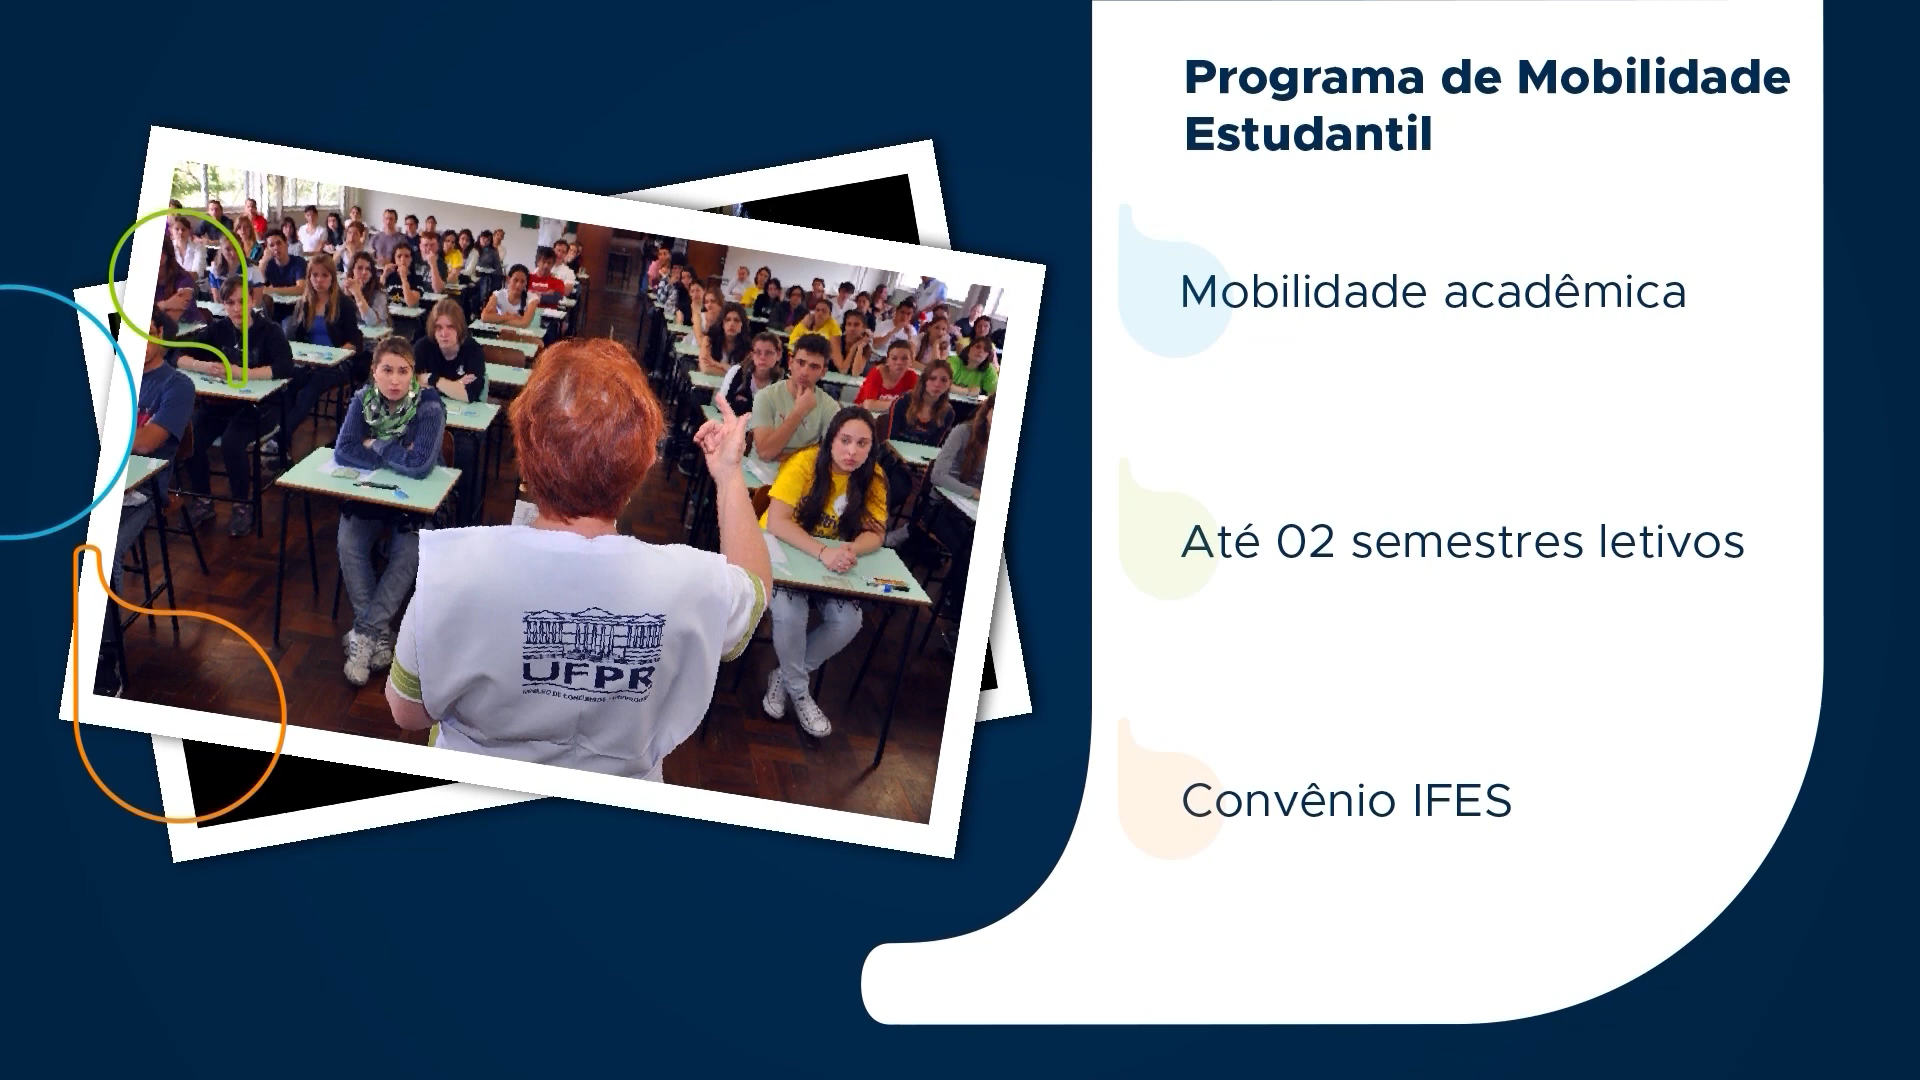 Programa de Mobilidade
Estudantil
Mobilidade acadêmica
Até 02 semestres letivos
Convênio IFES
UFPR